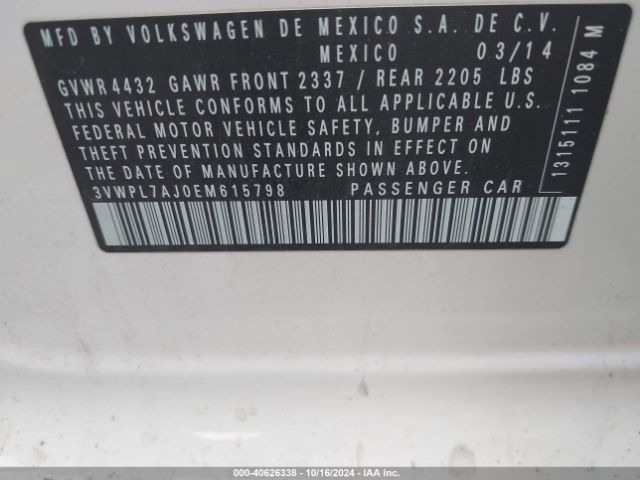 MFD BY VOLKSWAGEN DE MEXICO S.A. DE C.V.
MEXICO 03/14
GVWR 4432 GAWR FRONT 2337 / REAR 2205 LBS
THIS VEHICLE CONFORMS TO ALL APPLICABLE U.S.
FEDERAL MOTOR VEHICLE SAFETY, BUMPER AND
THEFT PREVENTION STANDARDS IN EFFECT ON
THE DATE OF MANUFACTURE SHOWN ABOVE.
3VWPL7AJ0EM615798 PASSENGER CAR
1315111 1084 M
000-40626338 | 10/16/2024 | IAA Inc.